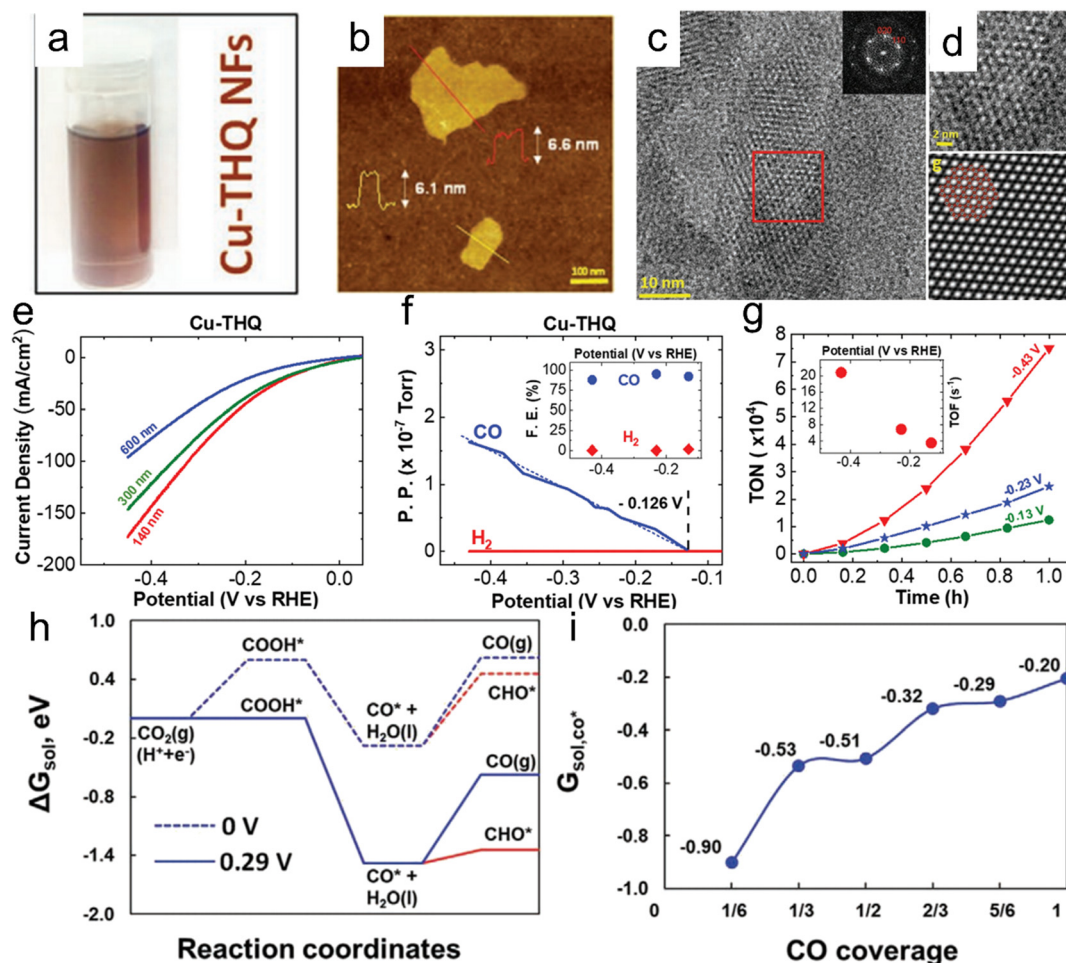 a
Cu-THQ NFs
b
6.6 nm
6.1 nm
100 nm
c
10 nm
d
2 nm
g
e
Cu-THQ
Current Density (mA/cm²)
0
-50
-100
-150
-200
600 nm
300 nm
140 nm
-0.4
-0.2
0.0
Potential (V vs RHE)
f
Cu-THQ
P. P. (x 10⁻⁷ Torr)
3
2
1
0
Potential (V vs RHE)
-0.4
-0.2
F. E. (%)
100
75
50
25
0
CO
H₂
CO
- 0.126 V
H₂
-0.4
-0.3
-0.2
-0.1
Potential (V vs RHE)
g
TON ( x10⁴)
8
7
6
5
4
3
2
1
0
Potential (V vs RHE)
20
16
12
8
4
TOF (s⁻¹)
-0.4
-0.2
-0.43 V
-0.23 V
-0.13 V
0.0
0.2
0.4
0.6
0.8
1.0
Time (h)
h
ΔGsol, eV
1.0
0.4
-0.2
-0.8
-1.4
-2.0
COOH*
COOH*
CO₂(g)
(H⁺+e⁻)
CO* +
H₂O(l)
CO(g)
CHO*
CO(g)
CHO*
CO* +
H₂O(l)
0 V
0.29 V
Reaction coordinates
i
Gsol,co*
-0.0
-0.2
-0.4
-0.6
-0.8
-1.0
-0.90
-0.53
-0.51
-0.32
-0.29
-0.20
0
1/6
1/3
1/2
2/3
5/6
1
CO coverage